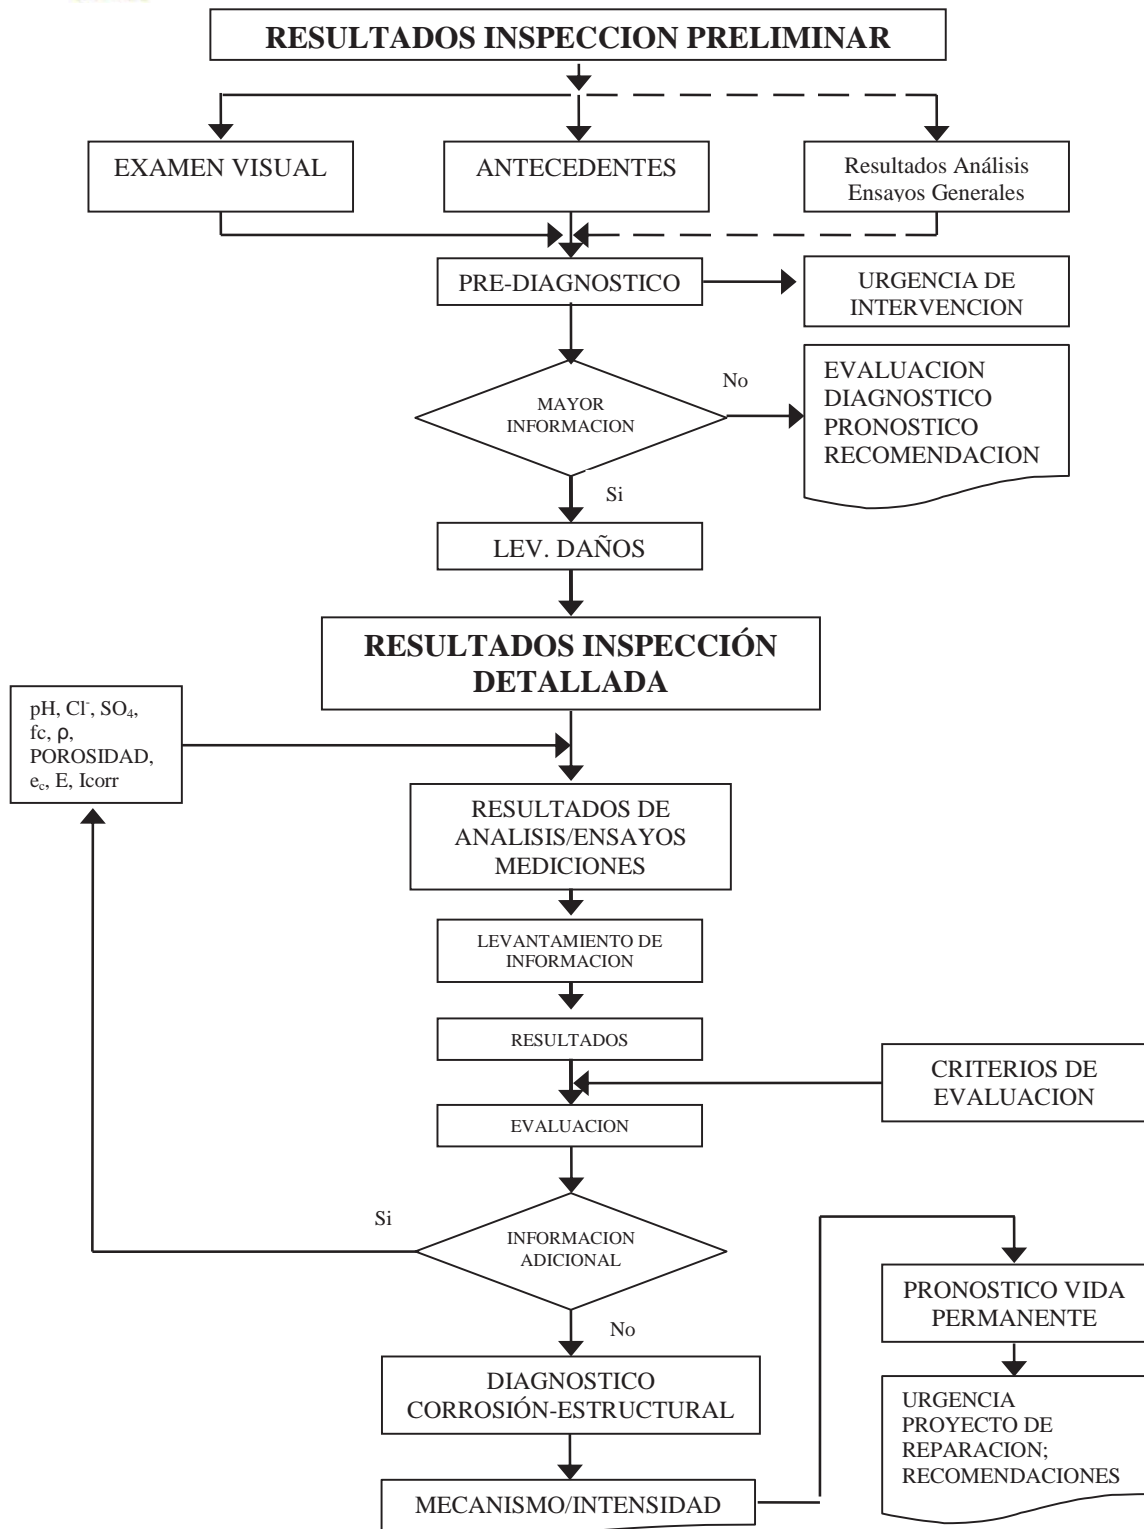 RESULTADOS INSPECCION PRELIMINAR
EXAMEN VISUAL
ANTECEDENTES
Resultados Análisis
Ensayos Generales
PRE-DIAGNOSTICO
URGENCIA DE
INTERVENCION
MAYOR
INFORMACION
No
EVALUACION
DIAGNOSTICO
PRONOSTICO
RECOMENDACION
Si
LEV. DAÑOS
RESULTADOS INSPECCIÓN
DETALLADA
pH, Cl⁻, SO₄,
fc, ρ,
POROSIDAD,
e꜀, E, Icorr
RESULTADOS DE
ANALISIS/ENSAYOS
MEDICIONES
LEVANTAMIENTO DE
INFORMACION
RESULTADOS
CRITERIOS DE
EVALUACION
EVALUACION
Si
INFORMACION
ADICIONAL
No
PRONOSTICO VIDA
PERMANENTE
DIAGNOSTICO
CORROSIÓN-ESTRUCTURAL
URGENCIA
PROYECTO DE
REPARACION;
RECOMENDACIONES
MECANISMO/INTENSIDAD